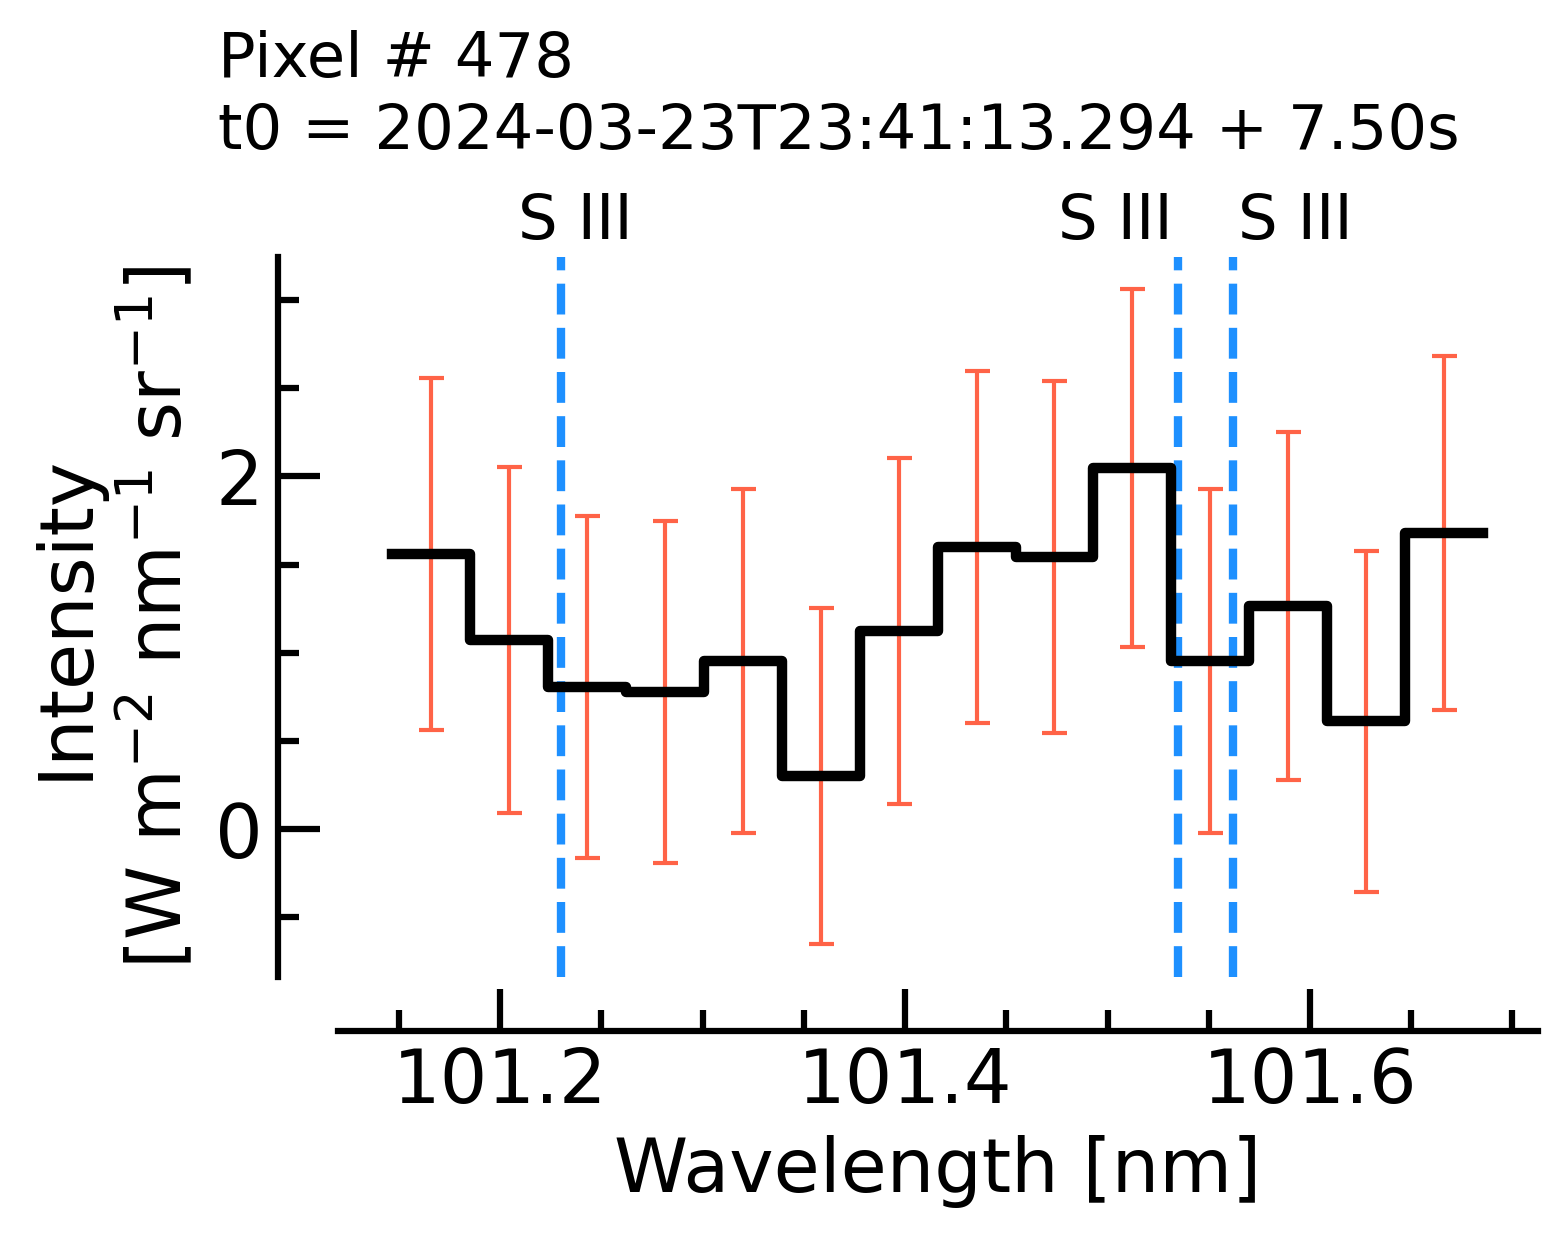 Pixel # 478
t0 = 2024-03-23T23:41:13.294 + 7.50s
S III S III S III
Intensity
[W m⁻² nm⁻¹ sr⁻¹]
2
0
101.2 101.4 101.6
Wavelength [nm]